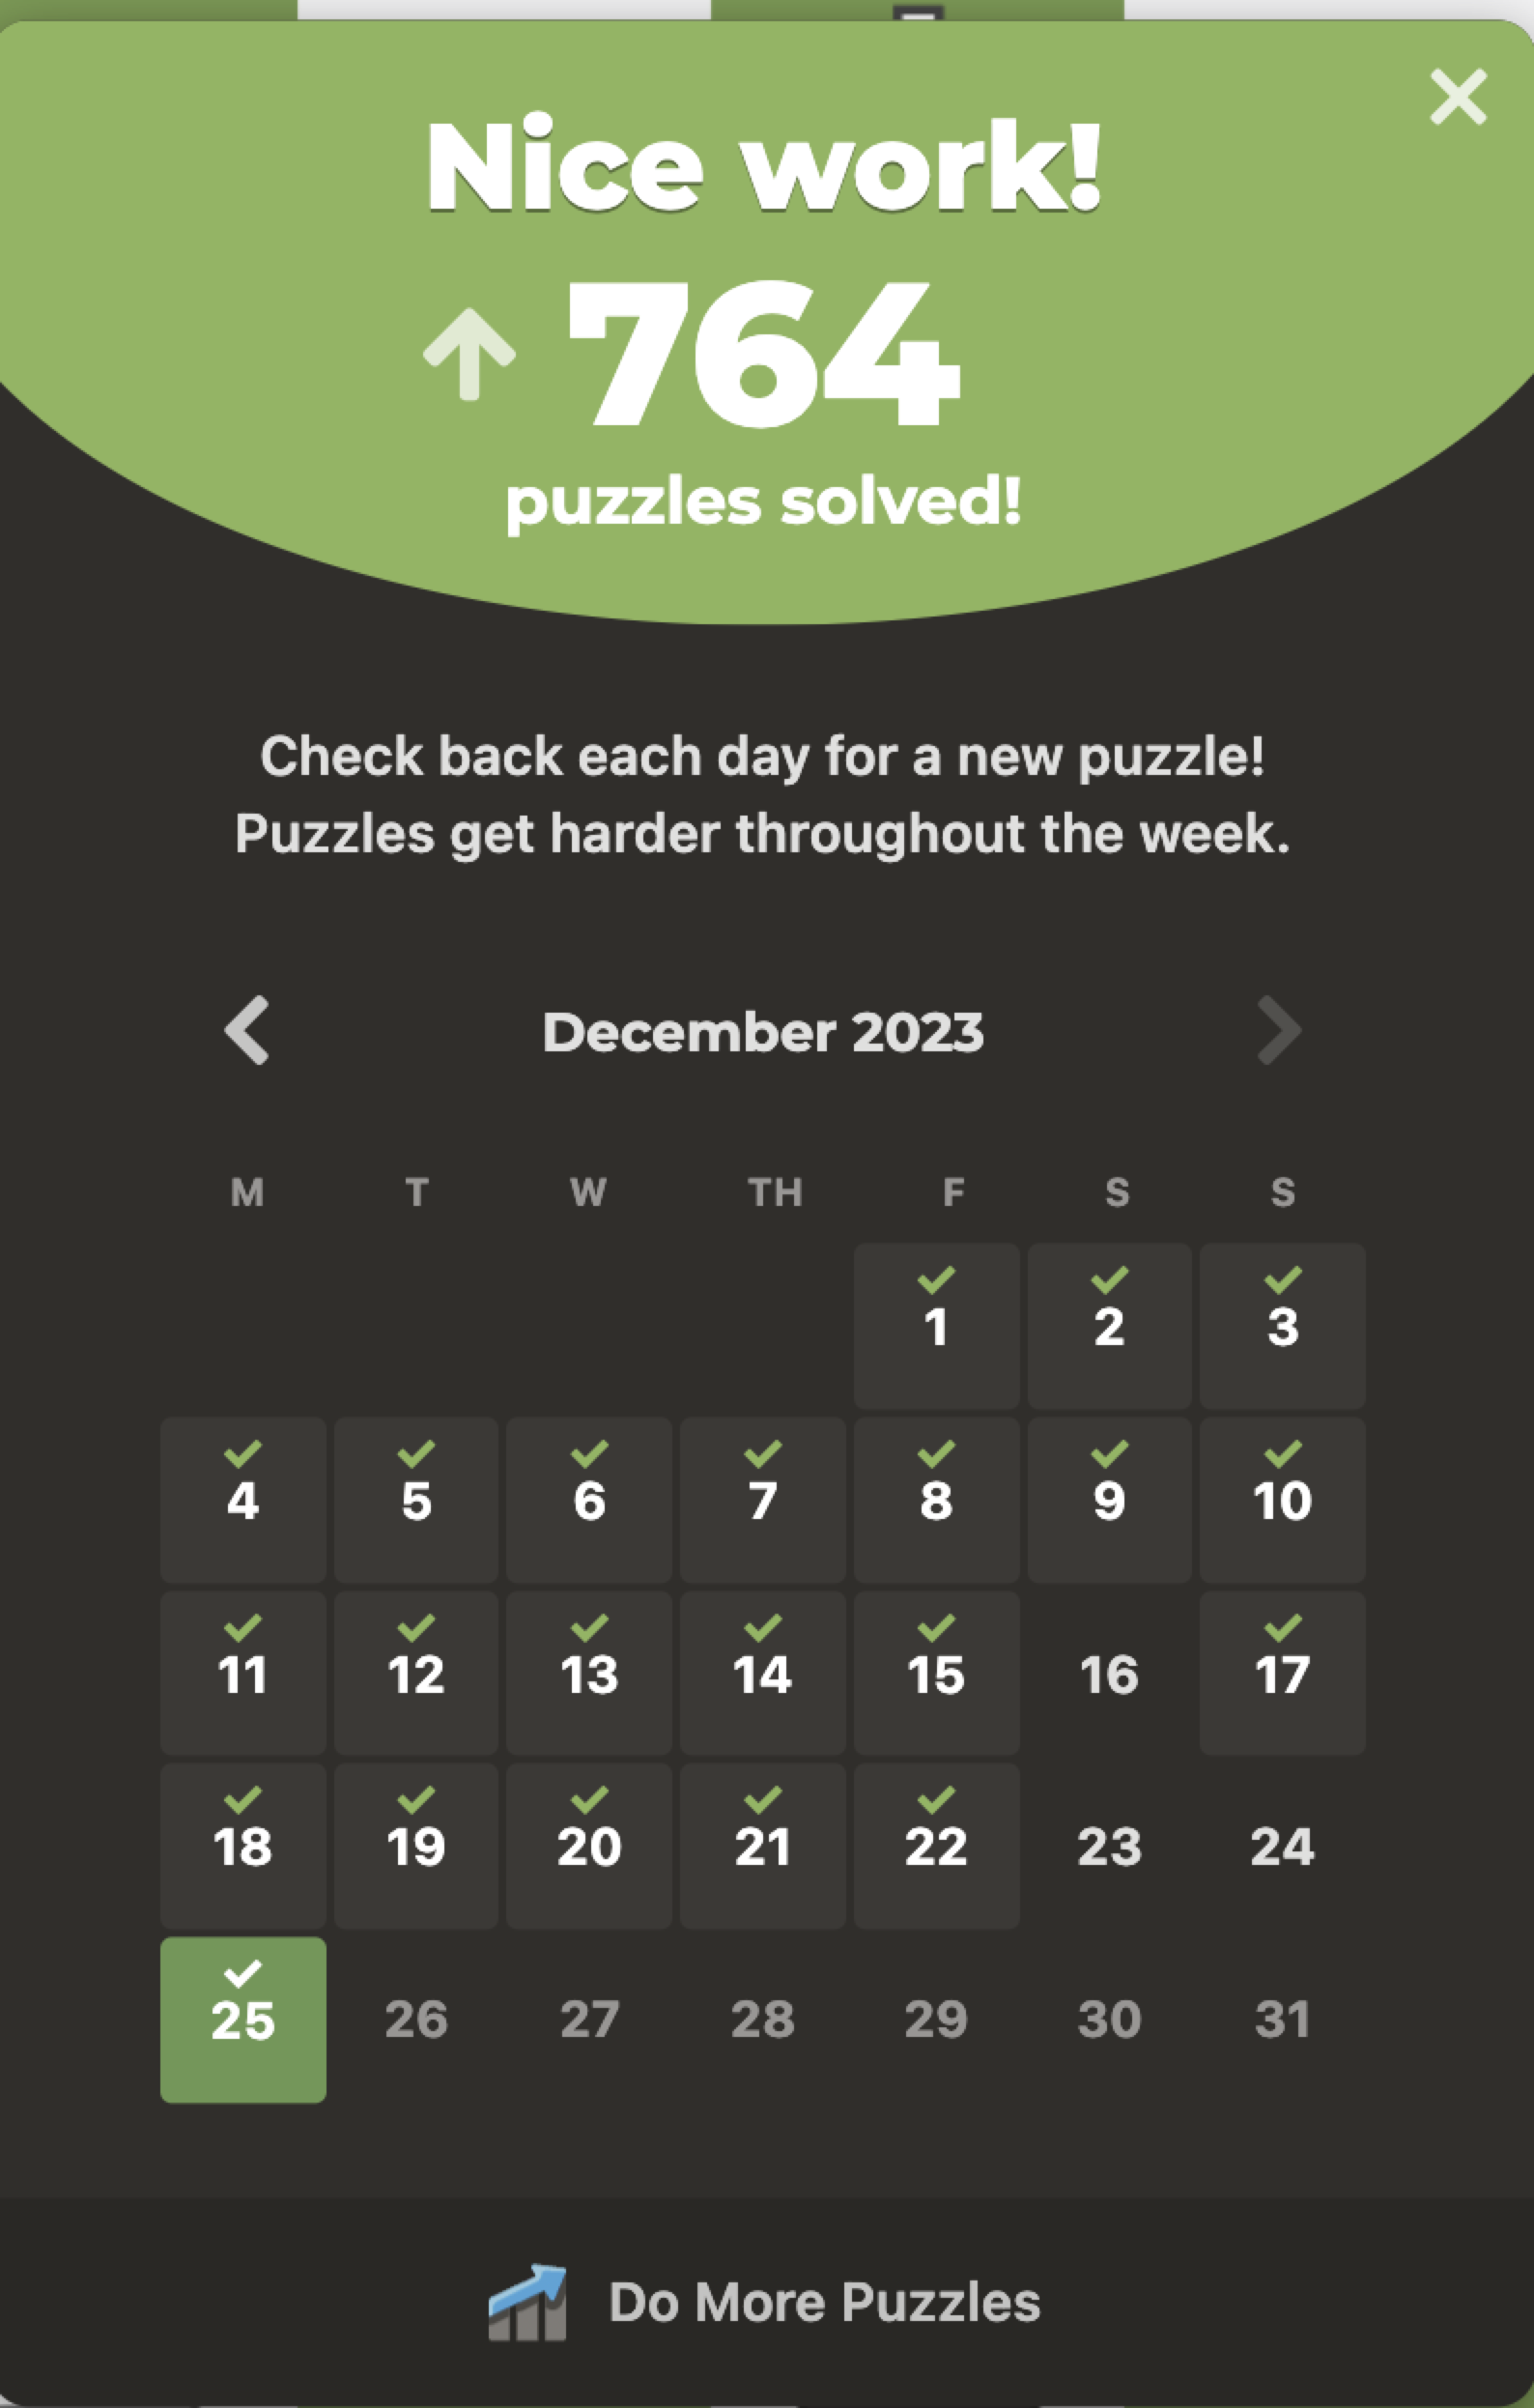 Nice work!
764
puzzles solved!
Check back each day for a new puzzle!
Puzzles get harder throughout the week.
December 2023
M T W TH F S S
1 2 3
4 5 6 7 8 9 10
11 12 13 14 15 16 17
18 19 20 21 22 23 24
25 26 27 28 29 30 31
Do More Puzzles